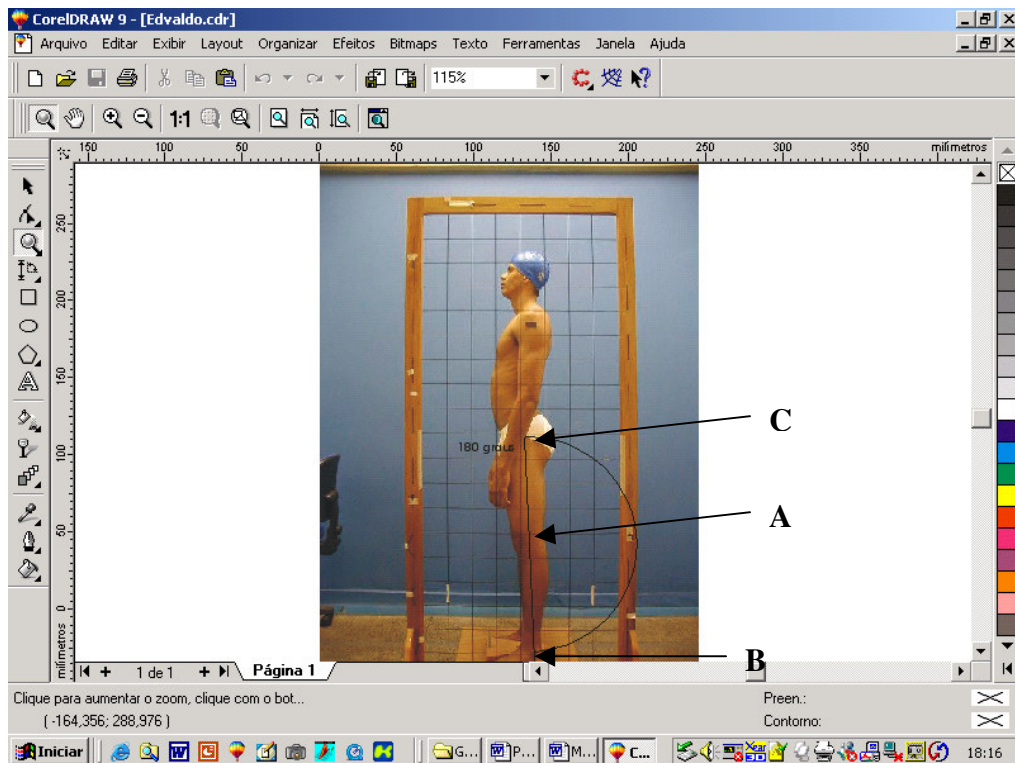 CorelDRAW 9 - [Edvaldo.cdr]
Arquivo Editar Exibir Layout Organizar Efeitos Bitmaps Texto Ferramentas Janela Ajuda
115%
1:1
150 100 50 0 50 100 150 200 250 300 350 milímetros
250
200
150
100
50
0
milímetros
180 graus
C
A
B
1 de 1 Página 1
Clique para aumentar o zoom, clique com o bot...
Preen.:
( -164,356; 288,976 )
Contorno:
Iniciar G... P... M... C... 18:16